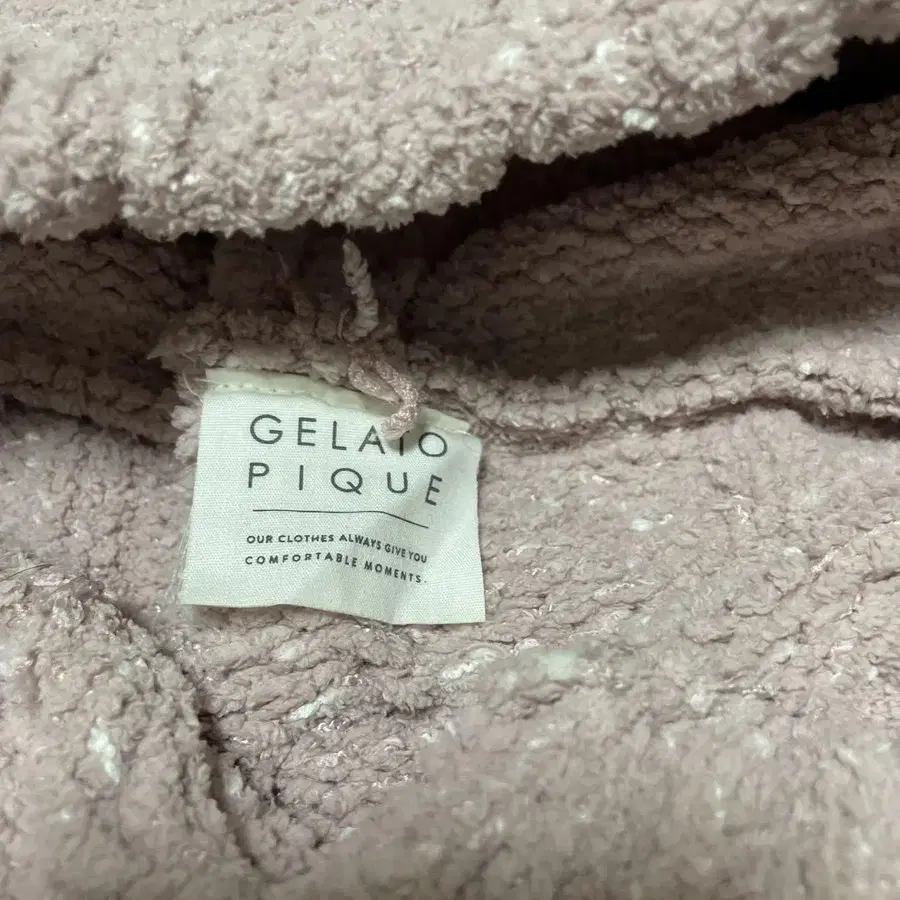 GELATO
PIQUE
OUR CLOTHES ALWAYS GIVE YOU
COMFORTABLE MOMENTS.